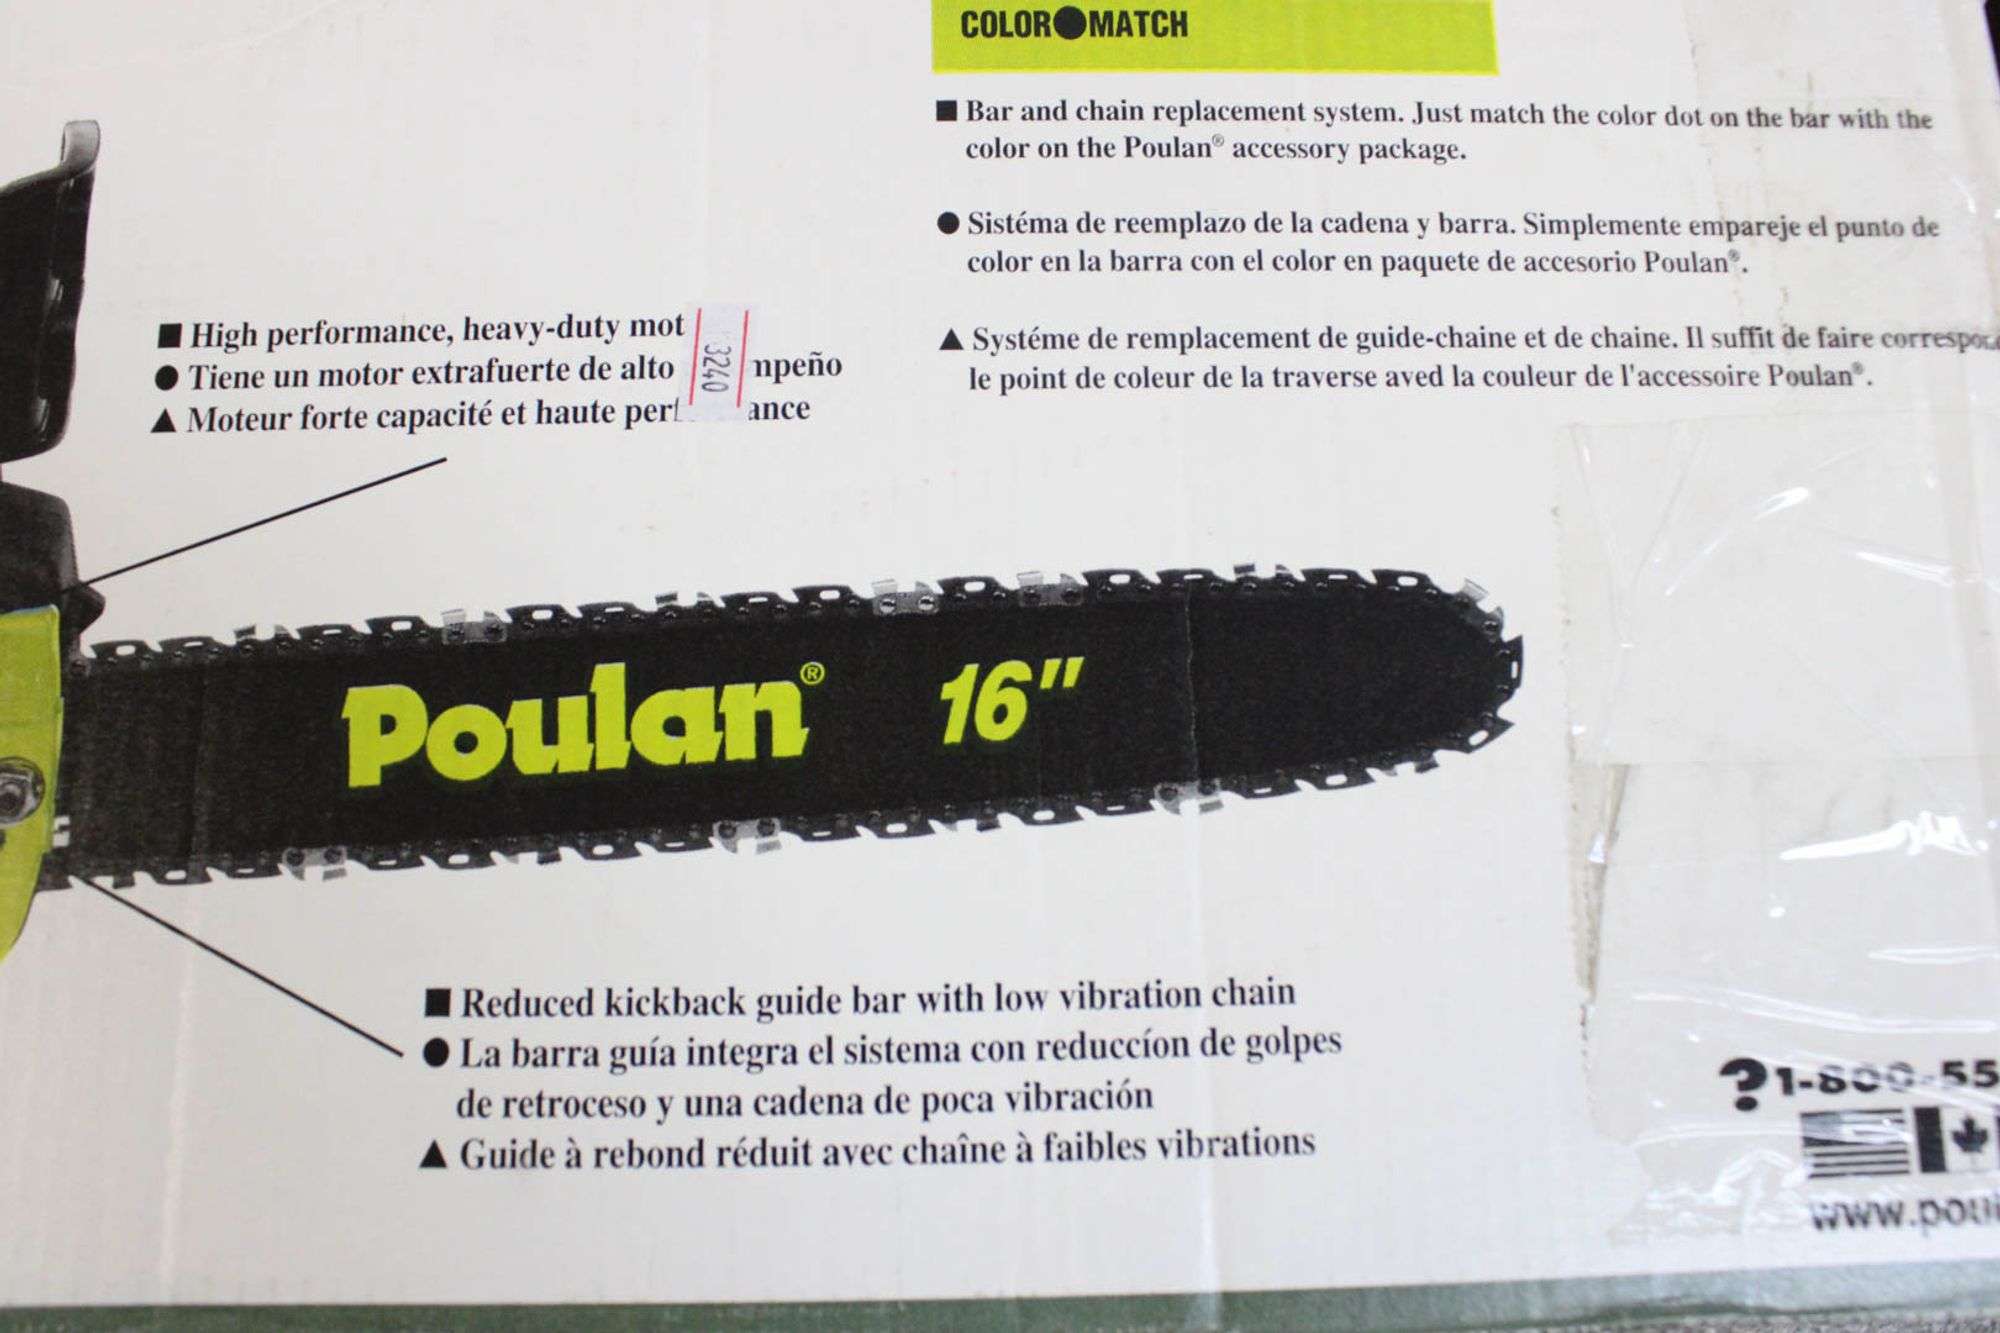 COLOR MATCH
■ Bar and chain replacement system. Just match the color dot on the bar with the
color on the Poulan® accessory package.
● Sistéma de reemplazo de la cadena y barra. Simplemente empareje el punto de
color en la barra con el color en paquete de accesorio Poulan®.
▲ Systéme de remplacement de guide-chaine et de chaine. Il suffit de faire
le point de coleur de la traverse aved la couleur de l'accessoire Poulan®.
■ High performance, heavy-duty mot
● Tiene un motor extrafuerte de alto mpeño
▲ Moteur forte capacité et haute perf ance
3240
Poulan® 16"
■ Reduced kickback guide bar with low vibration chain
● La barra guía integra el sistema con reduccíon de golpes
de retroceso y una cadena de poca vibración
▲ Guide à rebond réduit avec chaîne à faibles vibrations
? 1-800-55
www.poul